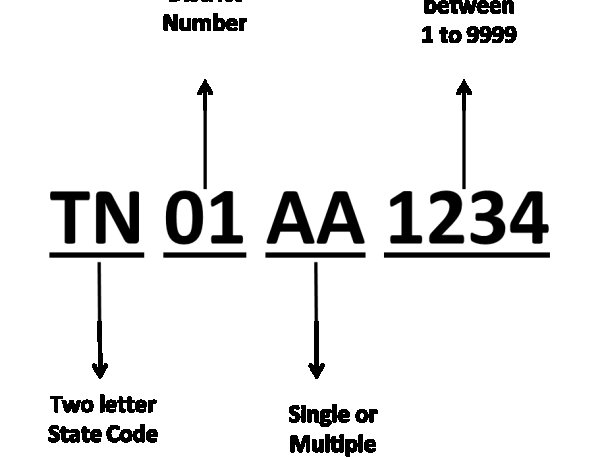 Number
between
1 to 9999
TN 01 AA 1234
Two letter
State Code
Single or
Multiple